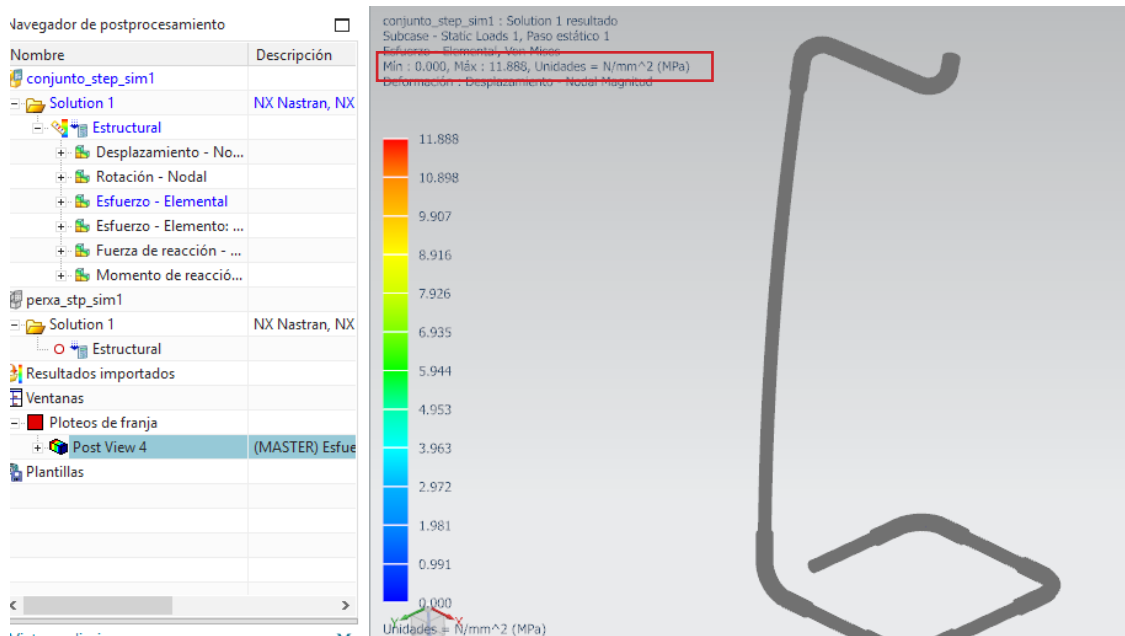 Navegador de postprocesamiento
Nombre Descripción
conjunto_step_sim1
Solution 1 NX Nastran, NX
Estructural
Desplazamiento - No...
Rotación - Nodal
Esfuerzo - Elemental
Esfuerzo - Elemento: ...
Fuerza de reacción - ...
Momento de reacció...
perxa_stp_sim1
Solution 1 NX Nastran, NX
Estructural
Resultados importados
Ventanas
Ploteos de franja
Post View 4 (MASTER) Esfue
Plantillas
conjunto_step_sim1 : Solution 1 resultado
Subcase - Static Loads 1, Paso estático 1
Esfuerzo - Elemental, Von Mises
Mín : 0.000, Máx : 11.888, Unidades = N/mm^2 (MPa)
Deformación : Desplazamiento - Nodal Magnitud
11.888
10.898
9.907
8.916
7.926
6.935
5.944
4.953
3.963
2.972
1.981
0.991
0.000
Y X
Unidades = N/mm^2 (MPa)